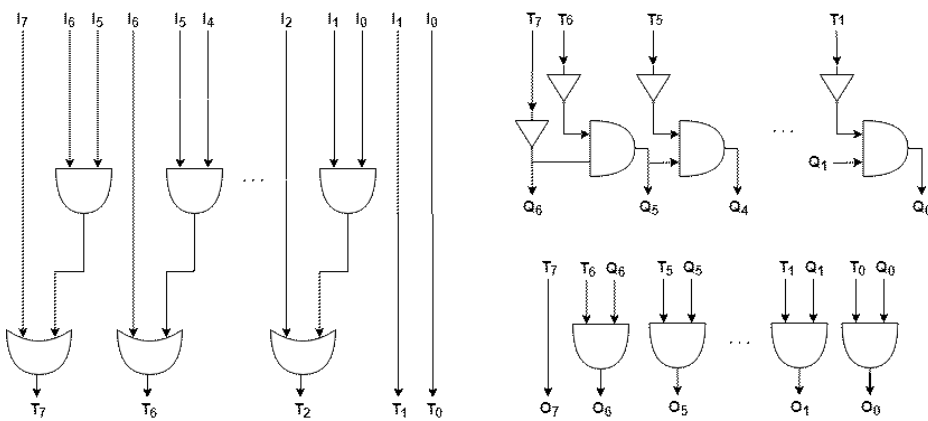 I7 I6 I5 I6 I5 I4 ... I2 I1 I0 I1 I0
T7 T6 T2 T1 T0
T7 T6 T5 T1
...
Q1
Q6 Q5 Q4 Q0
T7 T6 Q6 T5 Q5 T1 Q1 T0 Q0
...
O7 O6 O5 O1 O0